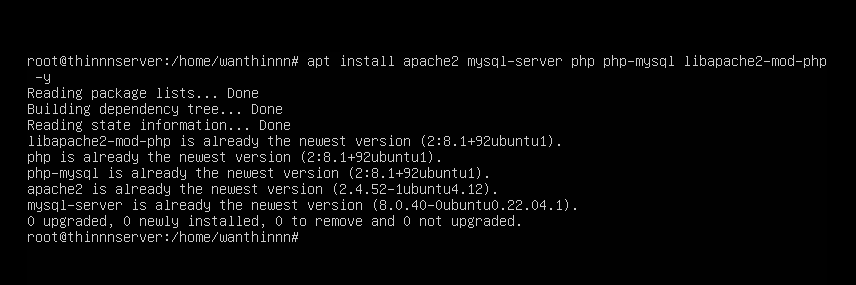 root@thinnnserver:/home/wanthinnn# apt install apache2 mysql-server php php-mysql libapache2-mod-php
 -y
Reading package lists... Done
Building dependency tree... Done
Reading state information... Done
libapache2-mod-php is already the newest version (2:8.1+92ubuntu1).
php is already the newest version (2:8.1+92ubuntu1).
php-mysql is already the newest version (2:8.1+92ubuntu1).
apache2 is already the newest version (2.4.52-1ubuntu4.12).
mysql-server is already the newest version (8.0.40-0ubuntu0.22.04.1).
0 upgraded, 0 newly installed, 0 to remove and 0 not upgraded.
root@thinnnserver:/home/wanthinnn#